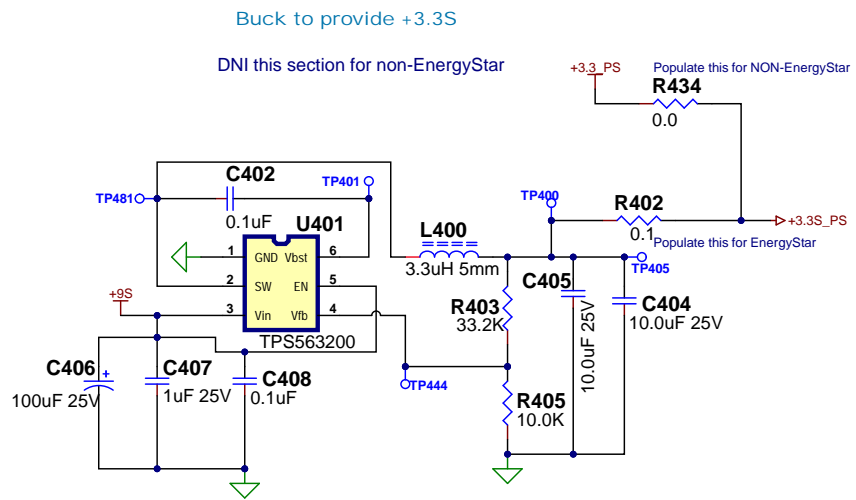 Buck to provide +3.3S
DNI this section for non-EnergyStar
+3.3_PS
Populate this for NON-EnergyStar
R434
0.0
C402
TP401
TP481
0.1uF
U401
TP400
R402
0.1
+3.3S_PS
Populate this for EnergyStar
L400
3.3uH 5mm
TP405
1
GND
Vbst
6
2
SW
EN
5
3
Vin
Vfb
4
TPS563200
+9S
R403
33.2K
C405
10.0uF 25V
C404
10.0uF 25V
C406
+
100uF 25V
C407
1uF 25V
C408
0.1uF
TP444
R405
10.0K